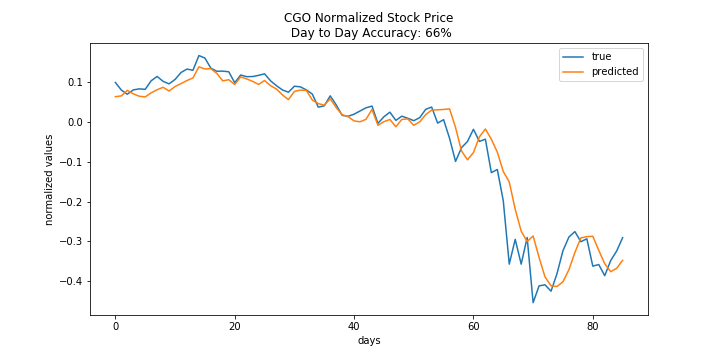 CGO Normalized Stock Price
Day to Day Accuracy: 66%
true
predicted
normalized values
0.1
0.0
−0.1
−0.2
−0.3
−0.4
0
20
40
60
80
days